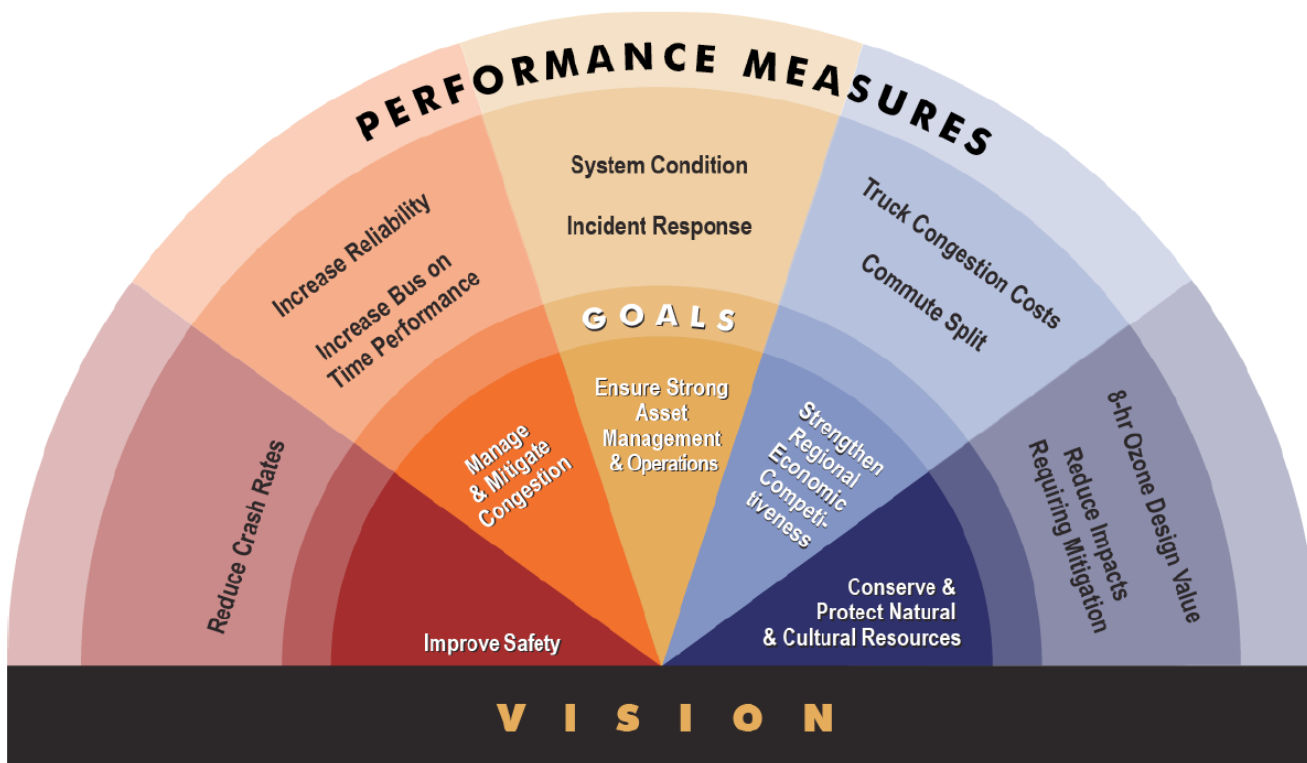 PERFORMANCE MEASURES
Reduce Crash Rates
Increase Reliability
Increase Bus on
Time Performance
System Condition
Incident Response
Truck Congestion Costs
Commute Split
8-hr Ozone Design Value
Reduce Impacts
Requiring Mitigation
GOALS
Improve Safety
Manage
& Mitigate
Congestion
Ensure Strong
Asset
Management
& Operations
Strengthen
Regional
Economic
Competi-
tiveness
Conserve &
Protect Natural
& Cultural Resources
VISION